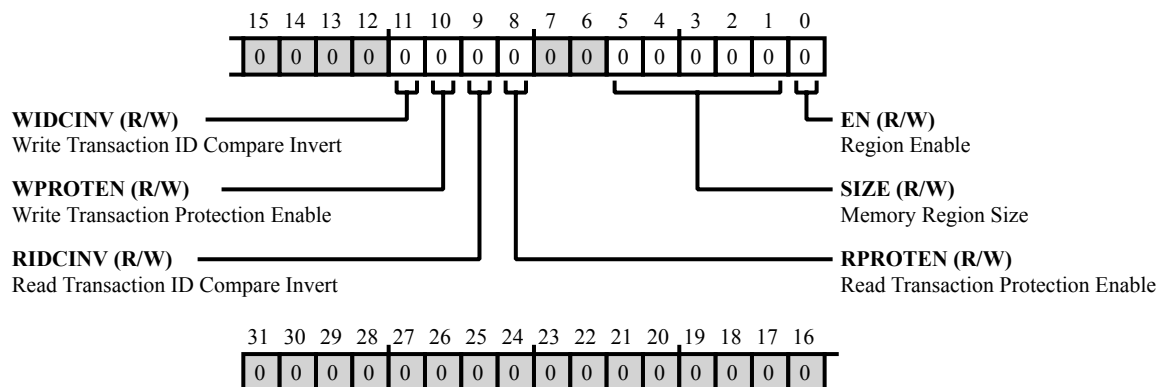 15 14 13 12 11 10 9 8 7 6 5 4 3 2 1 0
0 0 0 0 0 0 0 0 0 0 0 0 0 0 0 0
WIDCINV (R/W)
Write Transaction ID Compare Invert
WPROTEN (R/W)
Write Transaction Protection Enable
RIDCINV (R/W)
Read Transaction ID Compare Invert
EN (R/W)
Region Enable
SIZE (R/W)
Memory Region Size
RPROTEN (R/W)
Read Transaction Protection Enable
31 30 29 28 27 26 25 24 23 22 21 20 19 18 17 16
0 0 0 0 0 0 0 0 0 0 0 0 0 0 0 0